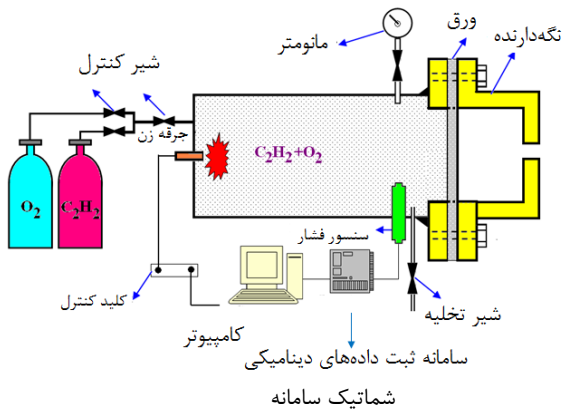 ورق
نگه‌دارنده
مانومتر
شیر کنترل
جرقه زن
C₂H₂+O₂
O₂
C₂H₂
سنسور فشار
کلید کنترل
کامپیوتر
شیر تخلیه
سامانه ثبت داده‌های دینامیکی
شماتیک سامانه